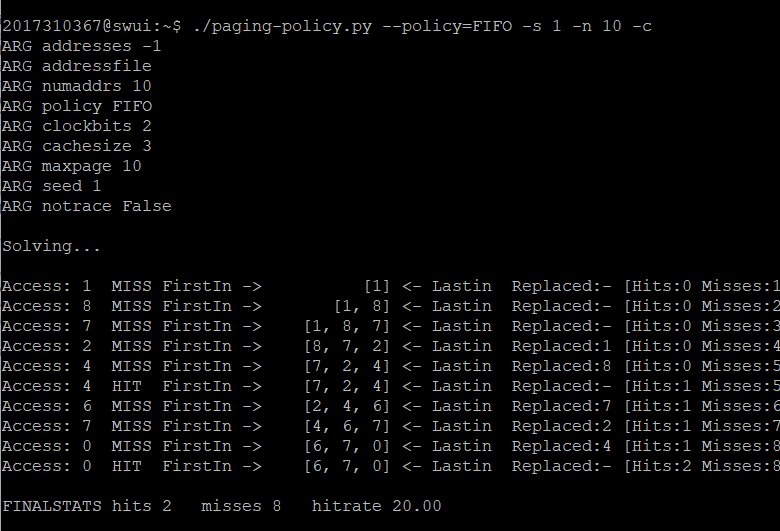 2017310367@swui:~$ ./paging-policy.py --policy=FIFO -s 1 -n 10 -c
ARG addresses -1
ARG addressfile
ARG numaddrs 10
ARG policy FIFO
ARG clockbits 2
ARG cachesize 3
ARG maxpage 10
ARG seed 1
ARG notrace False
Solving...
Access: 1  MISS FirstIn ->          [1] <- Lastin  Replaced:- [Hits:0 Misses:1
Access: 8  MISS FirstIn ->       [1, 8] <- Lastin  Replaced:- [Hits:0 Misses:2
Access: 7  MISS FirstIn ->    [1, 8, 7] <- Lastin  Replaced:- [Hits:0 Misses:3
Access: 2  MISS FirstIn ->    [8, 7, 2] <- Lastin  Replaced:1 [Hits:0 Misses:4
Access: 4  MISS FirstIn ->    [7, 2, 4] <- Lastin  Replaced:8 [Hits:0 Misses:5
Access: 4  HIT  FirstIn ->    [7, 2, 4] <- Lastin  Replaced:- [Hits:1 Misses:5
Access: 6  MISS FirstIn ->    [2, 4, 6] <- Lastin  Replaced:7 [Hits:1 Misses:6
Access: 7  MISS FirstIn ->    [4, 6, 7] <- Lastin  Replaced:2 [Hits:1 Misses:7
Access: 0  MISS FirstIn ->    [6, 7, 0] <- Lastin  Replaced:4 [Hits:1 Misses:8
Access: 0  HIT  FirstIn ->    [6, 7, 0] <- Lastin  Replaced:- [Hits:2 Misses:8
FINALSTATS hits 2   misses 8   hitrate 20.00